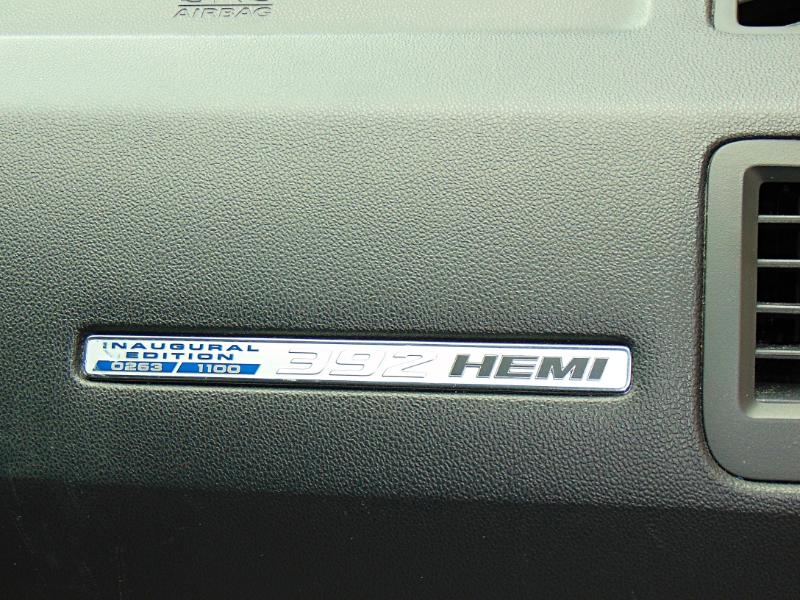 AIRBAG
INAUGURAL
EDITION
0263 / 1100
392 HEMI